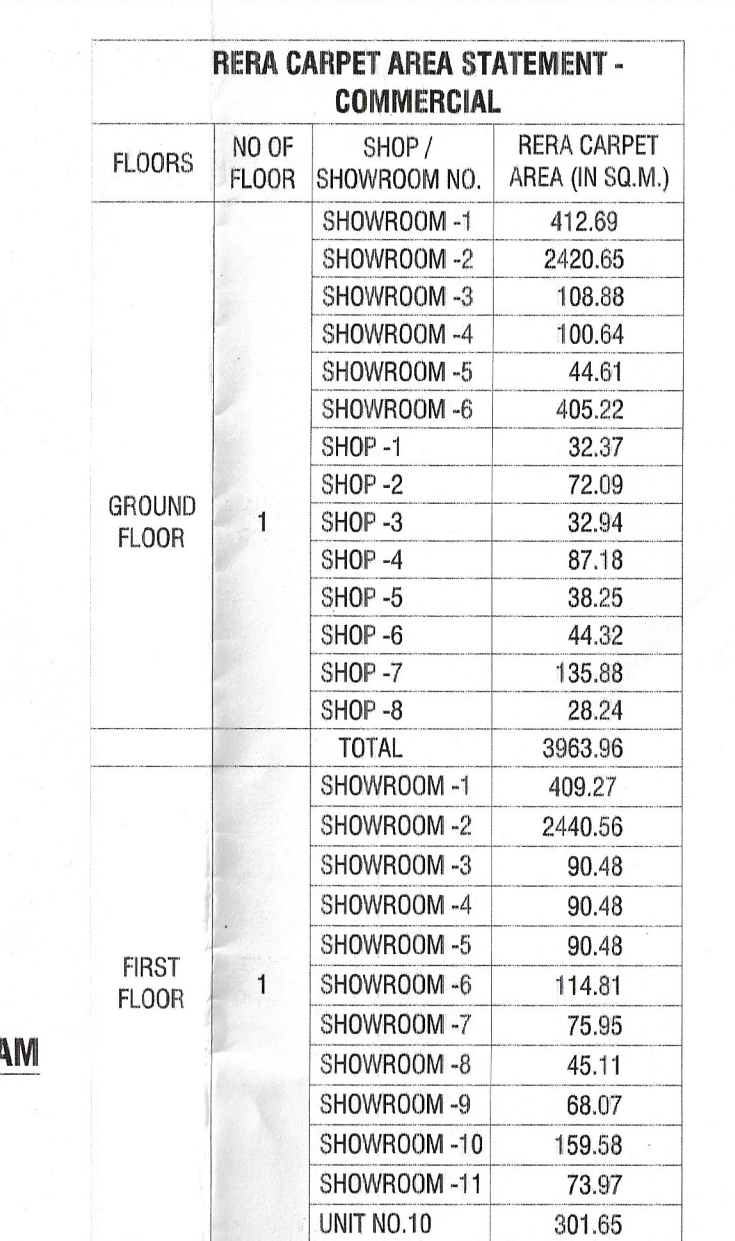 RERA CARPET AREA STATEMENT -
COMMERCIAL
FLOORS
NO OF
FLOOR
SHOP /
SHOWROOM NO.
RERA CARPET
AREA (IN SQ.M.)
GROUND
FLOOR
1
SHOWROOM -1 412.69
SHOWROOM -2 2420.65
SHOWROOM -3 108.88
SHOWROOM -4 100.64
SHOWROOM -5 44.61
SHOWROOM -6 405.22
SHOP -1 32.37
SHOP -2 72.09
SHOP -3 32.94
SHOP -4 87.18
SHOP -5 38.25
SHOP -6 44.32
SHOP -7 135.88
SHOP -8 28.24
TOTAL 3963.96
FIRST
FLOOR
1
SHOWROOM -1 409.27
SHOWROOM -2 2440.56
SHOWROOM -3 90.48
SHOWROOM -4 90.48
SHOWROOM -5 90.48
SHOWROOM -6 114.81
SHOWROOM -7 75.95
SHOWROOM -8 45.11
SHOWROOM -9 68.07
SHOWROOM -10 159.58
SHOWROOM -11 73.97
UNIT NO.10 301.65
AM